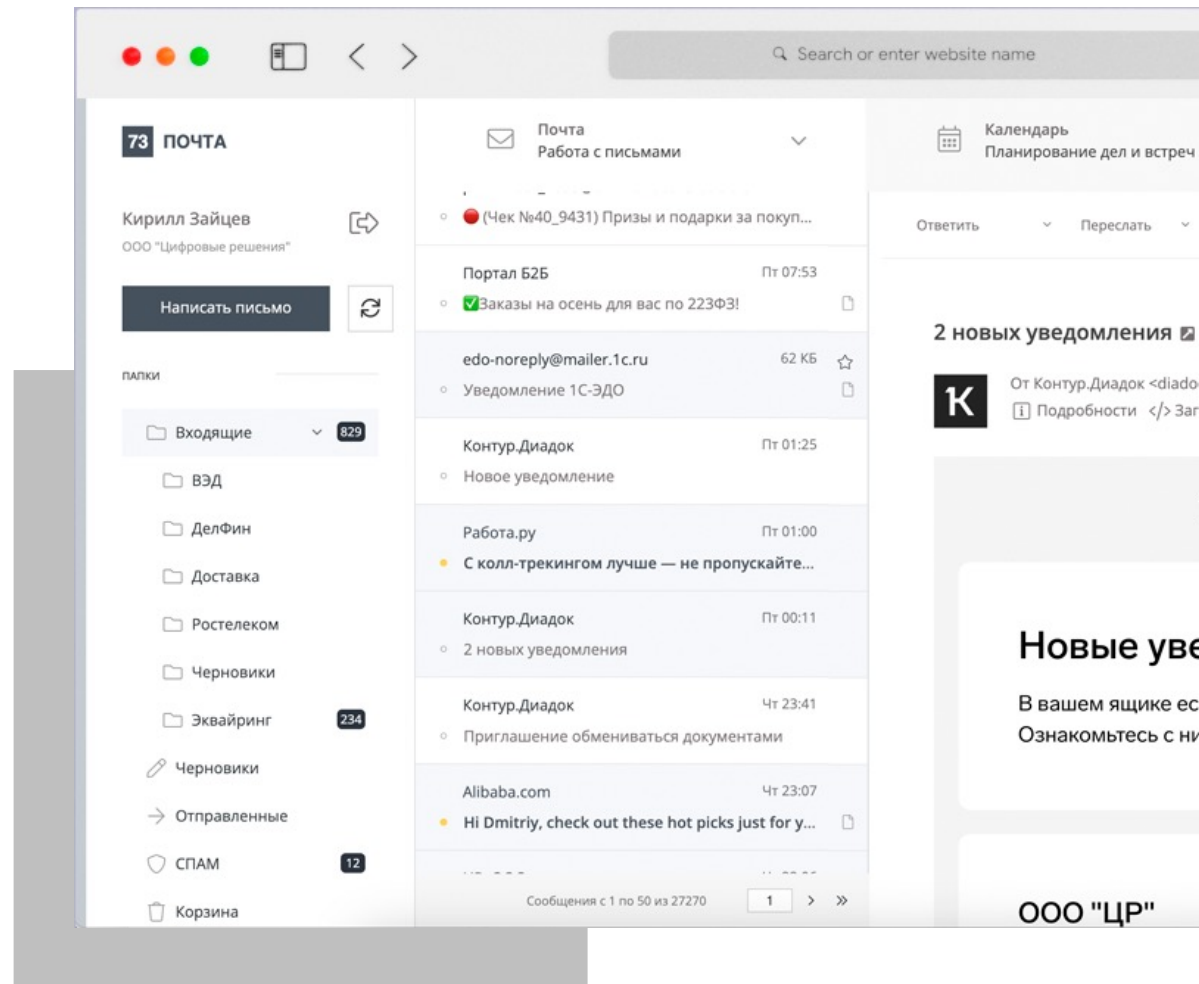 Search or enter website name
73 ПОЧТА
Почта
Работа с письмами
Календарь
Планирование дел и встреч
Кирилл Зайцев
ООО "Цифровые решения"
Написать письмо
ПАПКИ
Входящие 829
ВЭД
ДелФин
Доставка
Ростелеком
Черновики
Эквайринг 234
Черновики
Отправленные
СПАМ 12
Корзина
(Чек №40_9431) Призы и подарки за покуп...
Портал Б2Б Пт 07:53
✅Заказы на осень для вас по 223ФЗ!
edo-noreply@mailer.1c.ru 62 КБ
Уведомление 1С-ЭДО
Контур.Диадок Пт 01:25
Новое уведомление
Работа.ру Пт 01:00
С колл-трекингом лучше — не пропускайте...
Контур.Диадок Пт 00:11
2 новых уведомления
Контур.Диадок Чт 23:41
Приглашение обмениваться документами
Alibaba.com Чт 23:07
Hi Dmitriy, check out these hot picks just for y...
Сообщения с 1 по 50 из 27270 1
Ответить Переслать
2 новых уведомления
От Контур.Диадок <diado
Подробности </> Заг
Новые уве
В вашем ящике ес
Ознакомьтесь с ни
ООО "ЦР"